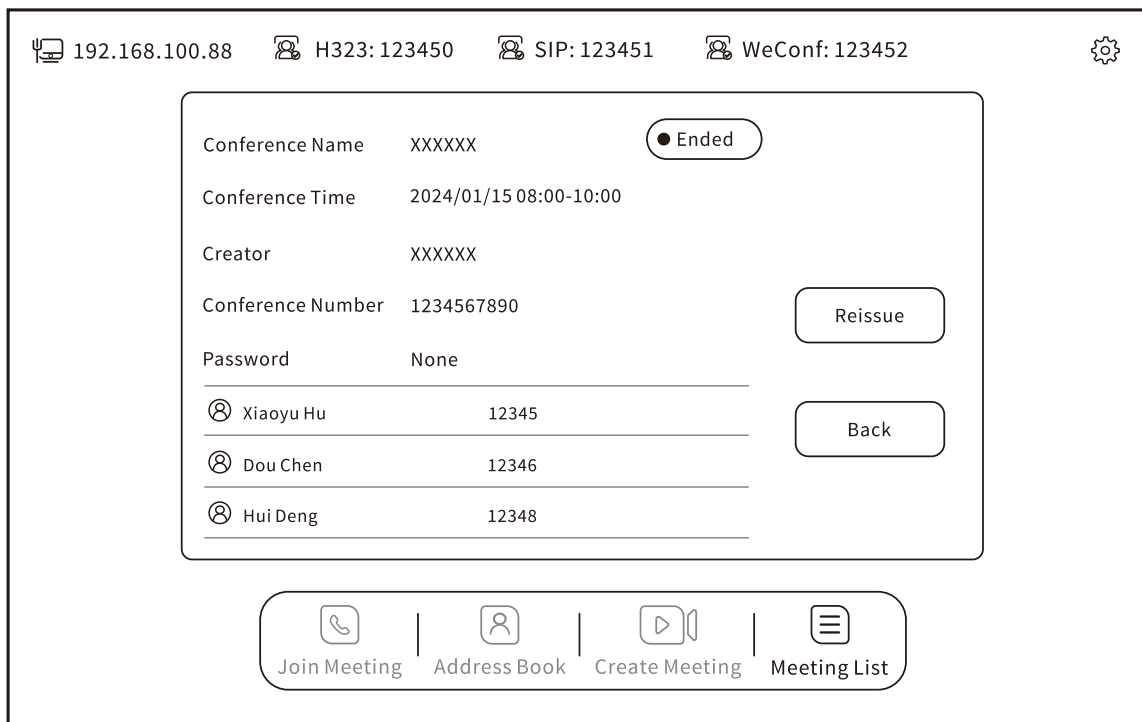 192.168.100.88 H323: 123450 SIP: 123451 WeConf: 123452
Conference Name XXXXXX Ended
Conference Time 2024/01/15 08:00-10:00
Creator XXXXXX
Conference Number 1234567890
Reissue
Password None
Xiaoyu Hu 12345
Back
Dou Chen 12346
Hui Deng 12348
Join Meeting Address Book Create Meeting Meeting List